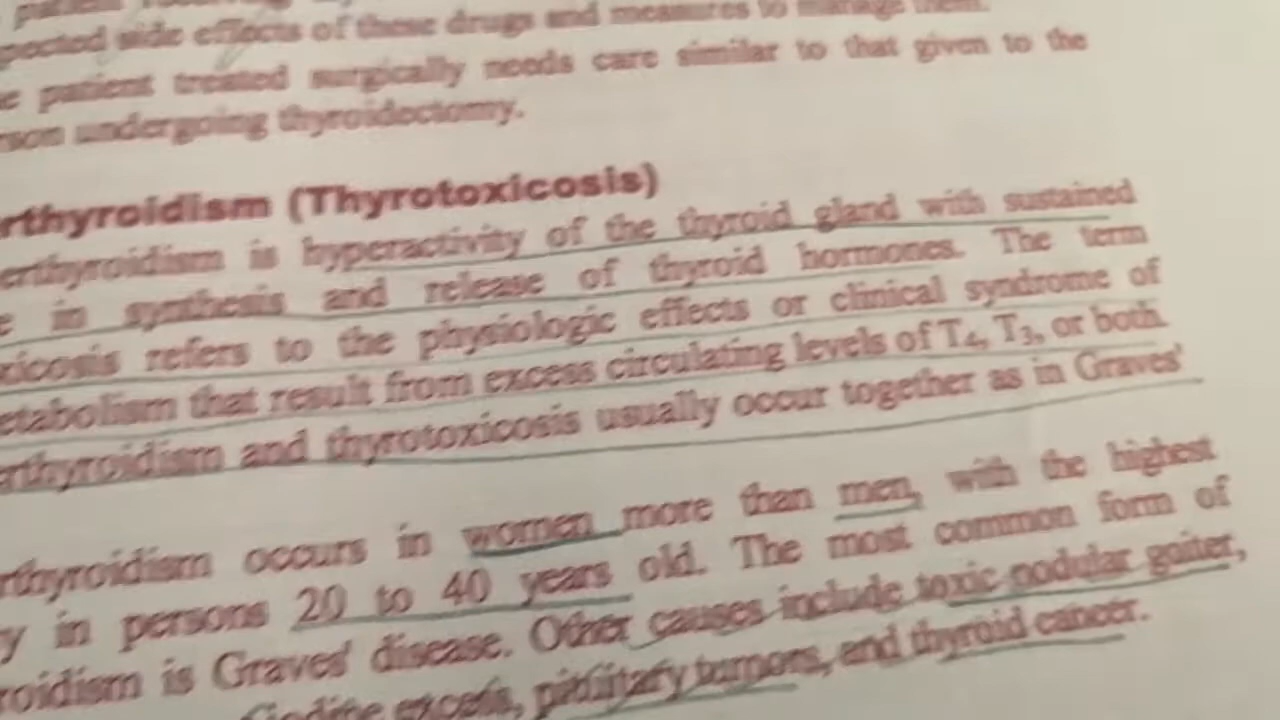 side effects of these drugs and measures to manage them.
patient treated surgically needs care similar to that given to the
undergoing thyroidectomy.
rthyroidism (Thyrotoxicosis)
erthyroidism is hyperactivity of the thyroid gland with sustained
e in synthesis and release of thyroid hormones. The term
xicosis refers to the physiologic effects or clinical syndrome of
etabolism that result from excess circulating levels of T4, T3, or both.
erthyroidism and thyrotoxicosis usually occur together as in Graves'
rthyroidism occurs in women more than men, with the highest
y in persons 20 to 40 years old. The most common form of
roidism is Graves' disease. Other causes include toxic nodular goiter,
iodine excess, pituitary tumors, and thyroid cancer.